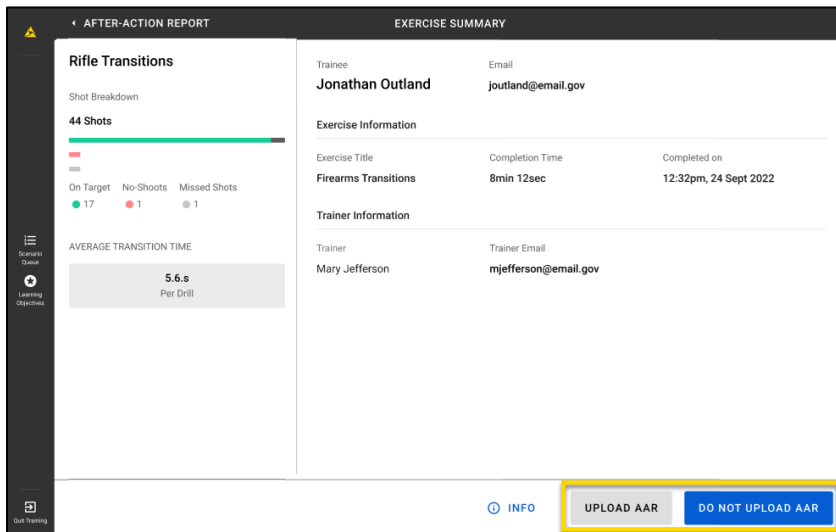 AFTER-ACTION REPORT
EXERCISE SUMMARY
Rifle Transitions
Shot Breakdown
44 Shots
On Target No-Shoots Missed Shots
17 1 1
AVERAGE TRANSITION TIME
5.6.s
Per Drill
Trainee Email
Jonathan Outland joutland@email.gov
Exercise Information
Exercise Title Completion Time Completed on
Firearms Transitions 8min 12sec 12:32pm, 24 Sept 2022
Trainer Information
Trainer Trainer Email
Mary Jefferson mjefferson@email.gov
Scenario
Queue
Learning
Objectives
Quit Training
INFO UPLOAD AAR DO NOT UPLOAD AAR